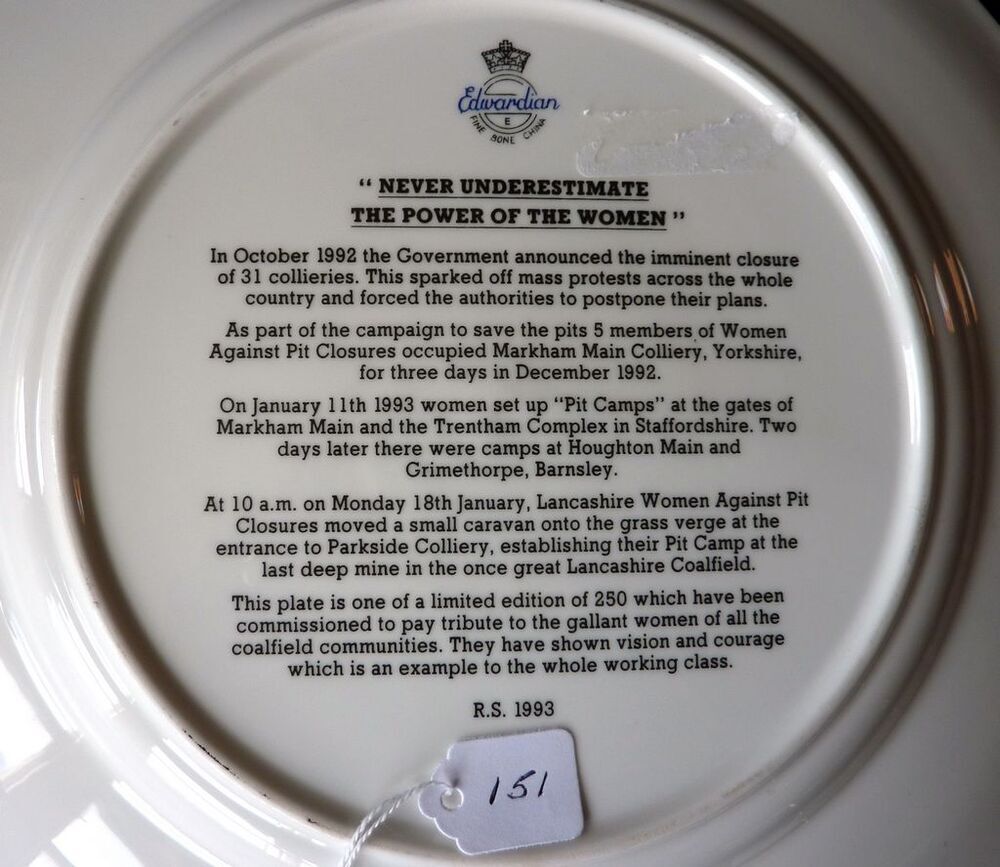 Edwardian
E
FINE BONE CHINA
“ NEVER UNDERESTIMATE
THE POWER OF THE WOMEN ”
In October 1992 the Government announced the imminent closure
of 31 collieries. This sparked off mass protests across the whole
country and forced the authorities to postpone their plans.
As part of the campaign to save the pits 5 members of Women
Against Pit Closures occupied Markham Main Colliery, Yorkshire,
for three days in December 1992.
On January 11th 1993 women set up “Pit Camps” at the gates of
Markham Main and the Trentham Complex in Staffordshire. Two
days later there were camps at Houghton Main and
Grimethorpe, Barnsley.
At 10 a.m. on Monday 18th January, Lancashire Women Against Pit
Closures moved a small caravan onto the grass verge at the
entrance to Parkside Colliery, establishing their Pit Camp at the
last deep mine in the once great Lancashire Coalfield.
This plate is one of a limited edition of 250 which have been
commissioned to pay tribute to the gallant women of all the
coalfield communities. They have shown vision and courage
which is an example to the whole working class.
R.S. 1993
151